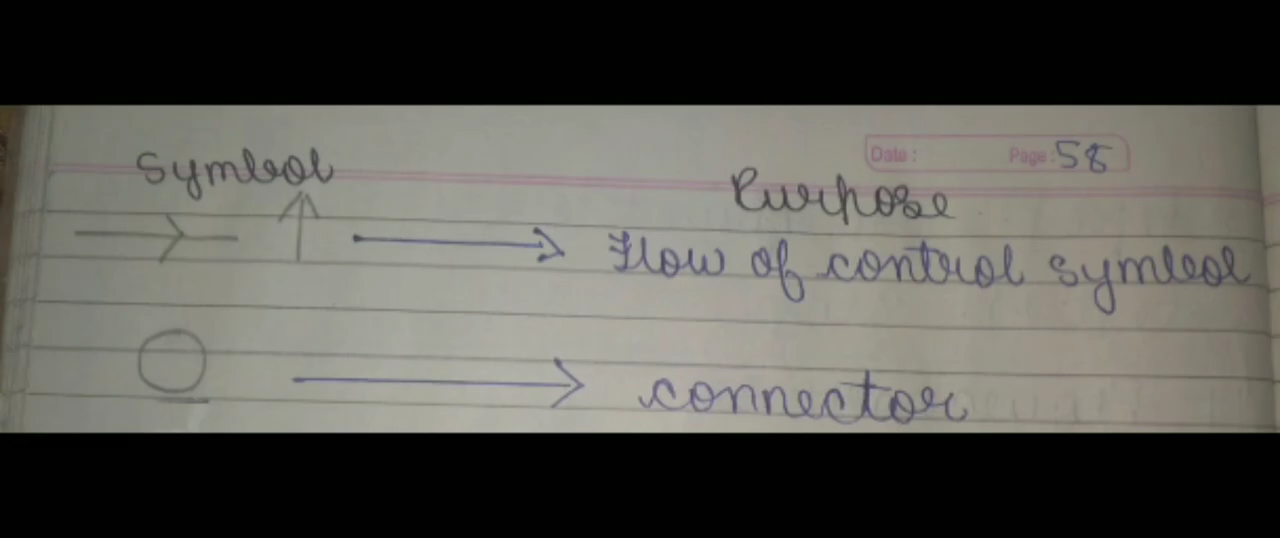 Date : Page : 58
Symbol Purpose
Flow of control symbol
connector